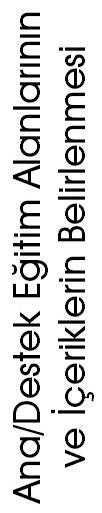 Ana/Destek Eğitim Alanlarının
ve İçeriklerin Belirlenmesi